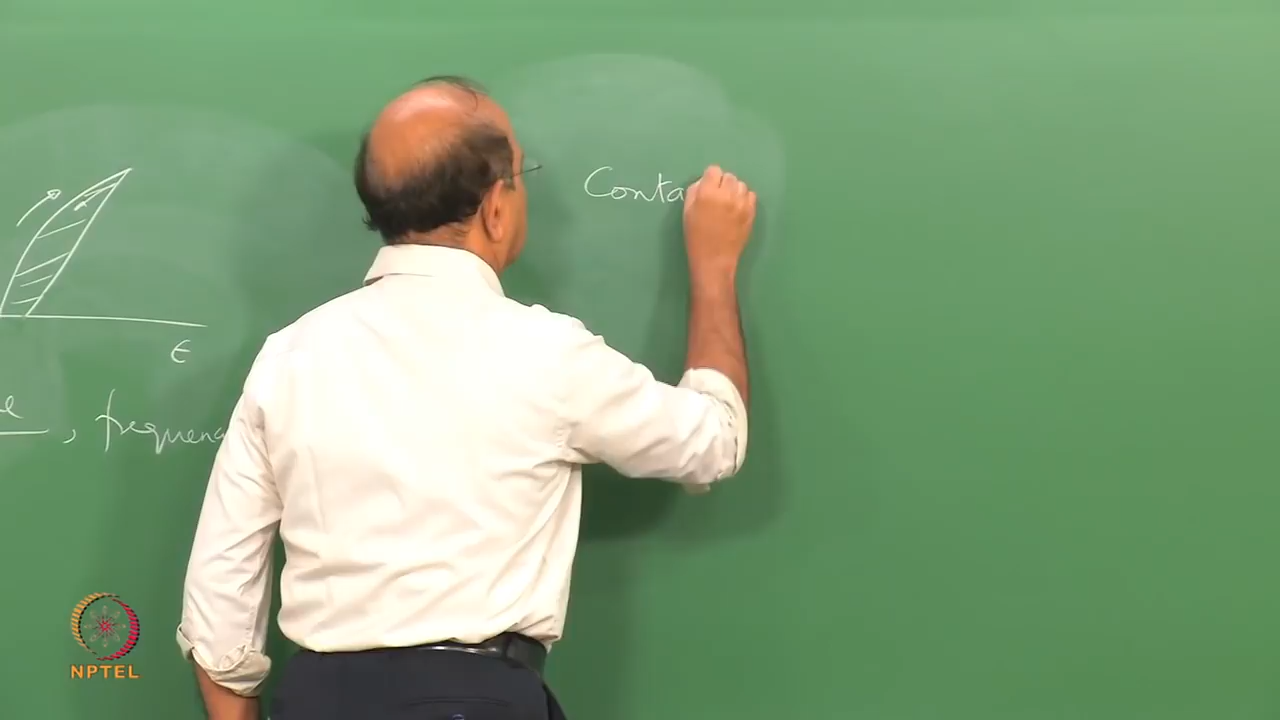 Conta
ϵ
, frequenc
NPTEL